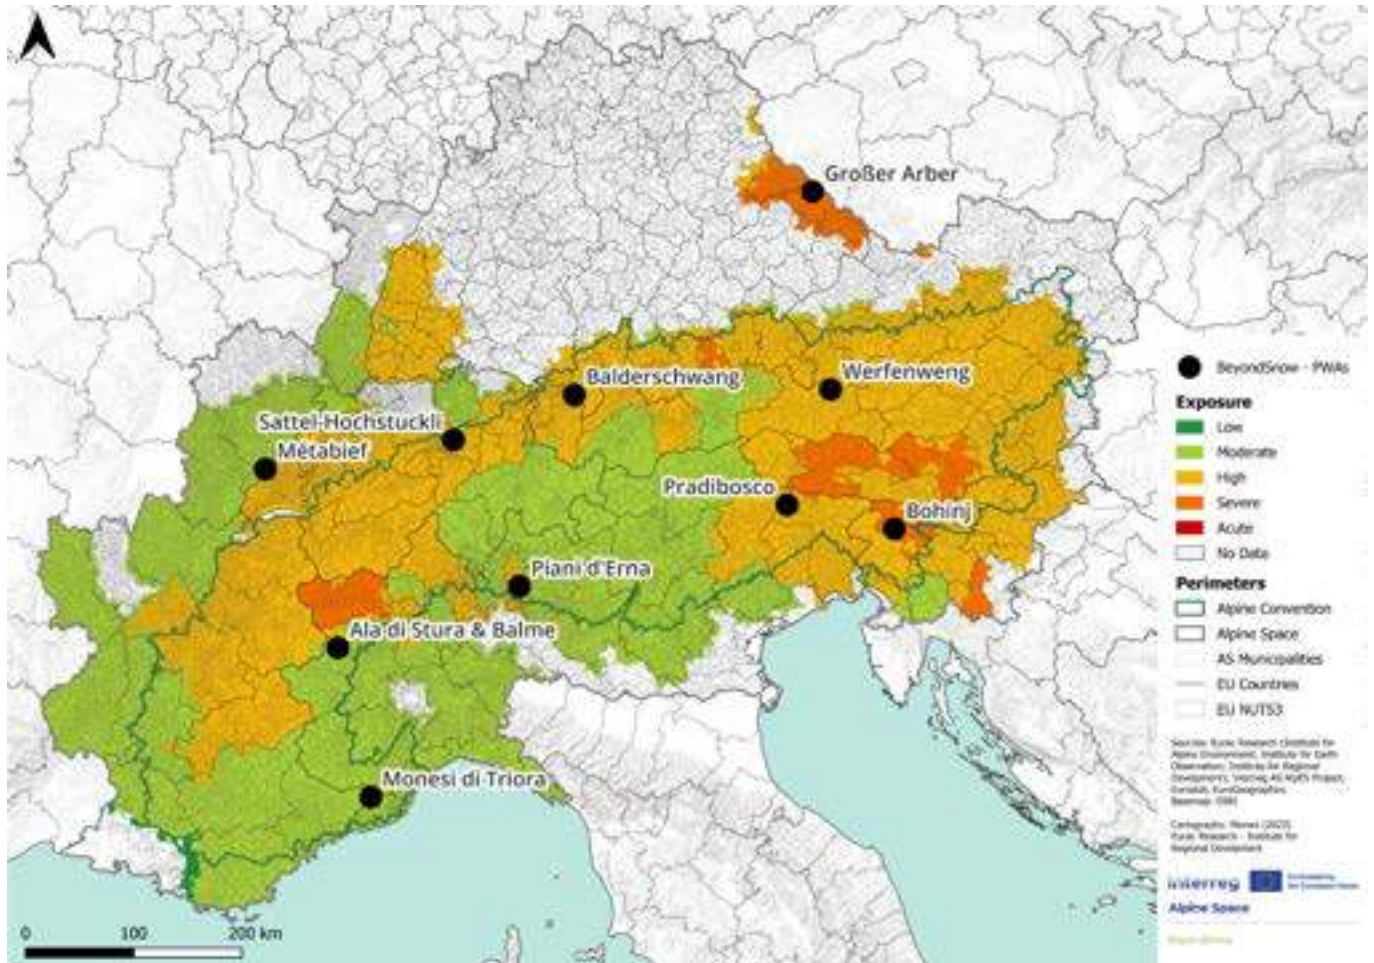 Großer Arber
Balderschwang
Werfenweng
Sattel-Hochstuckli
Métabief
Pradibosco
Bohinj
Piani d'Erna
Ala di Stura & Balme
Monesi di Triora
0 100 200 km
BeyondSnow - PWAs
Exposure
Low
Moderate
High
Severe
Acute
No Data
Perimeters
Alpine Convention
Alpine Space
AS Municipalities
EU Countries
EU NUTS3
Regional Development
Interreg
Alpine Space